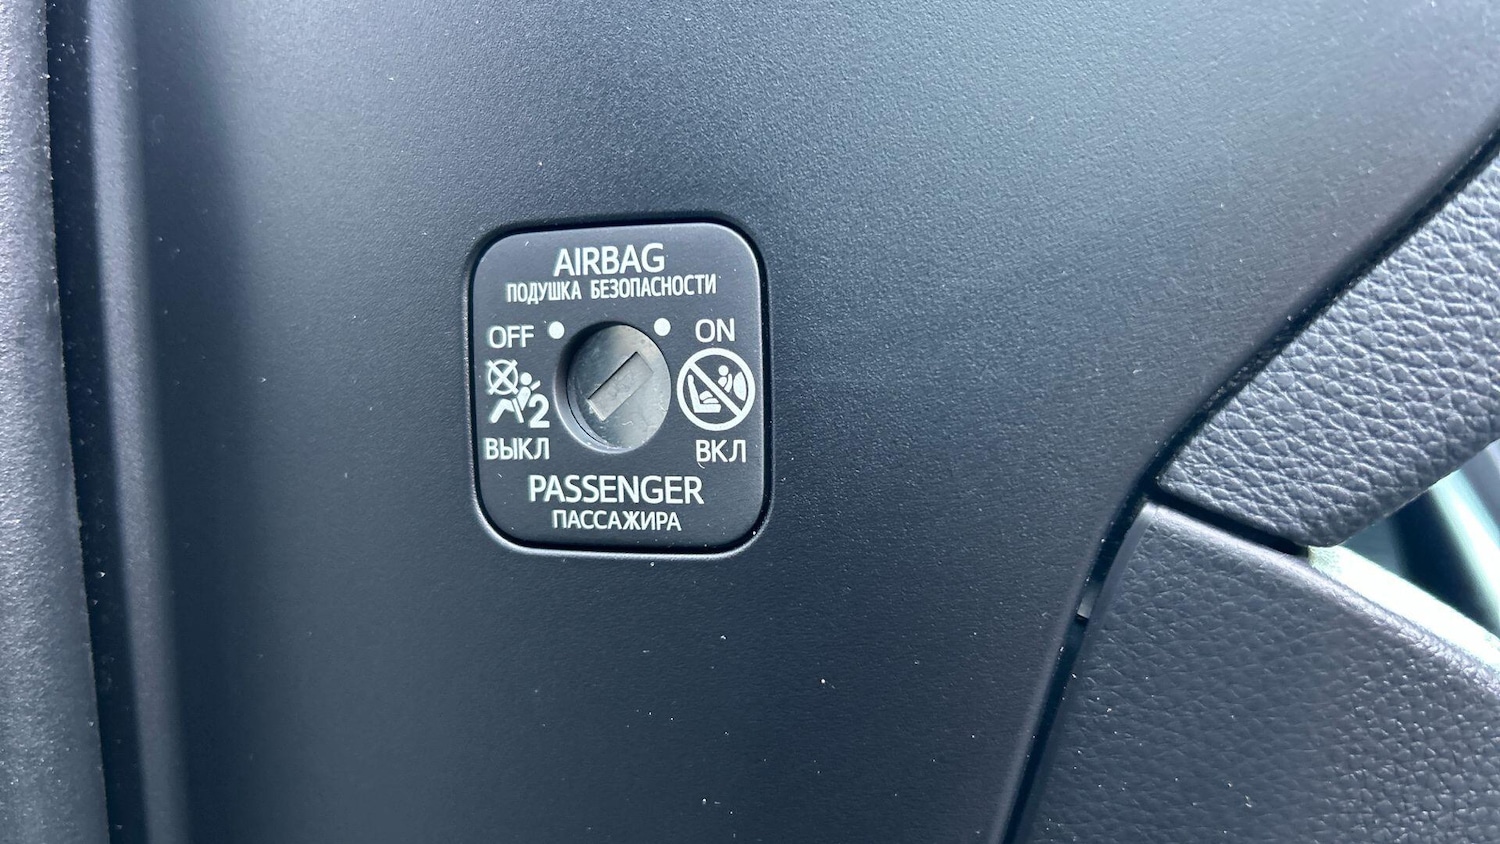 AIRBAG
ПОДУШКА БЕЗОПАСНОСТИ
OFF ON
2
ВЫКЛ ВКЛ
PASSENGER
ПАССАЖИРА